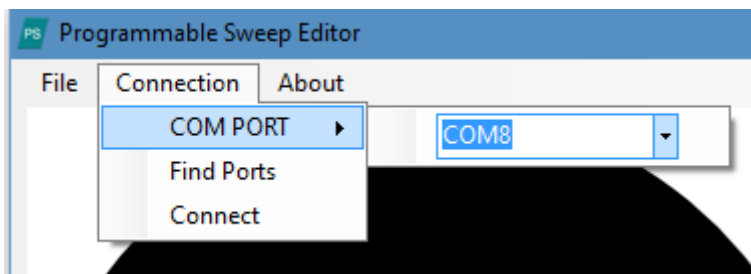 PS Programmable Sweep Editor
File Connection About
COM PORT COM8
Find Ports
Connect